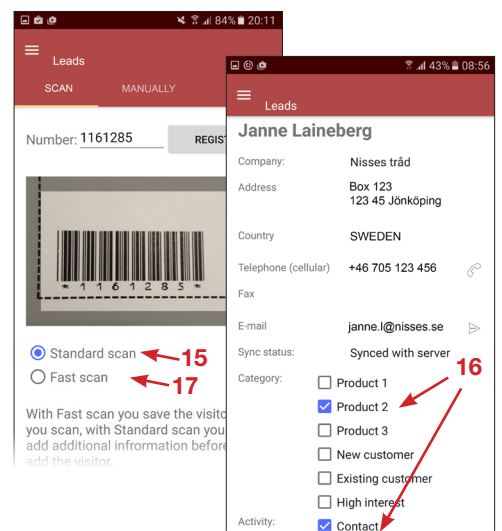 84% 20:11
Leads
SCAN MANUALLY
Number: 1161285 REGIS
* 1 1 6 1 2 8 5 *
Standard scan
15
Fast scan
17
With Fast scan you save the visito
you scan, with Standard scan you
add additional infrormation before
add the visitor.
43% 08:56
Leads
Janne Laineberg
Company: Nisses tråd
Address Box 123
123 45 Jönköping
Country SWEDEN
Telephone (cellular) +46 705 123 456
Fax
E-mail janne.l@nisses.se
Sync status: Synced with server
16
Category: Product 1
Product 2
Product 3
New customer
Existing customer
High interest
Activity: Contact